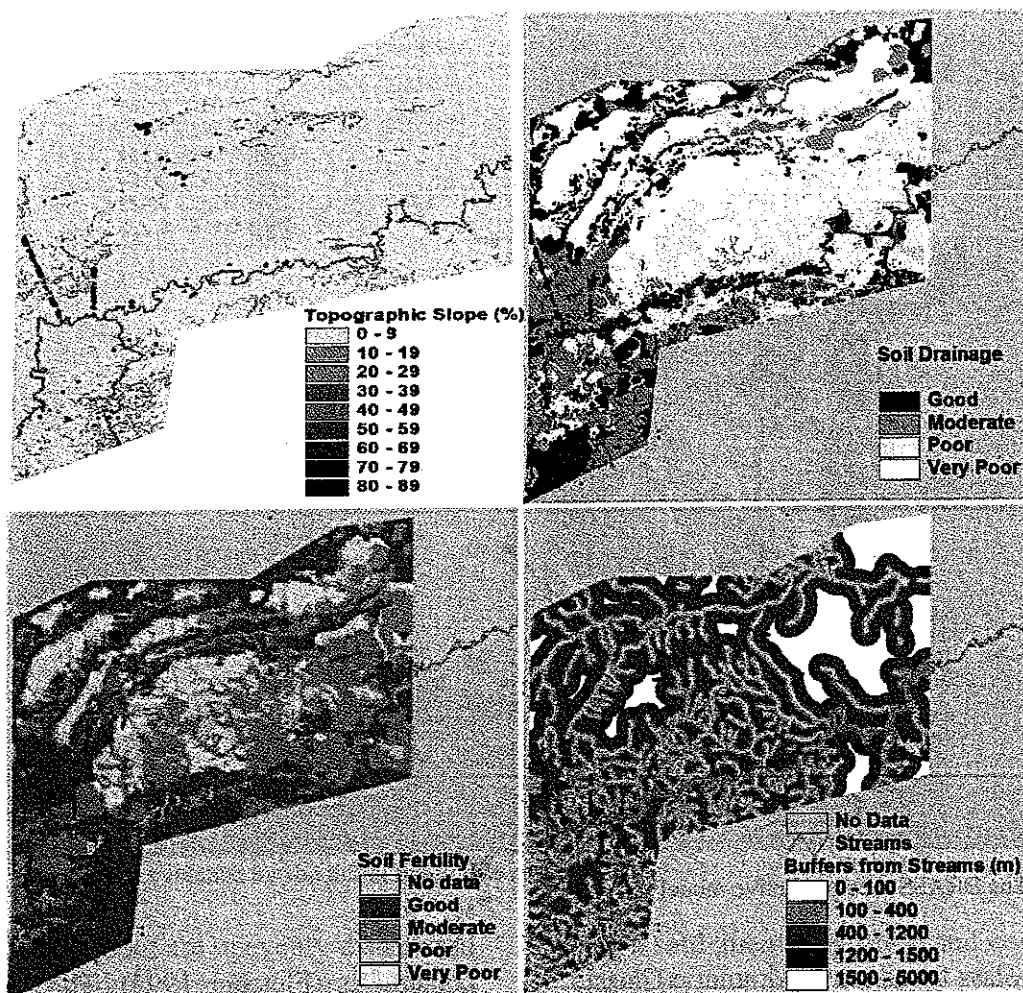 Topographic Slope (%)
0 - 9
10 - 19
20 - 29
30 - 39
40 - 49
50 - 59
60 - 69
70 - 79
80 - 89
Soil Drainage
Good
Moderate
Poor
Very Poor
Soil Fertility
No data
Good
Moderate
Poor
Very Poor
No Data
Streams
Buffers from Streams (m)
0 - 100
100 - 400
400 - 1200
1200 - 1500
1500 - 5000